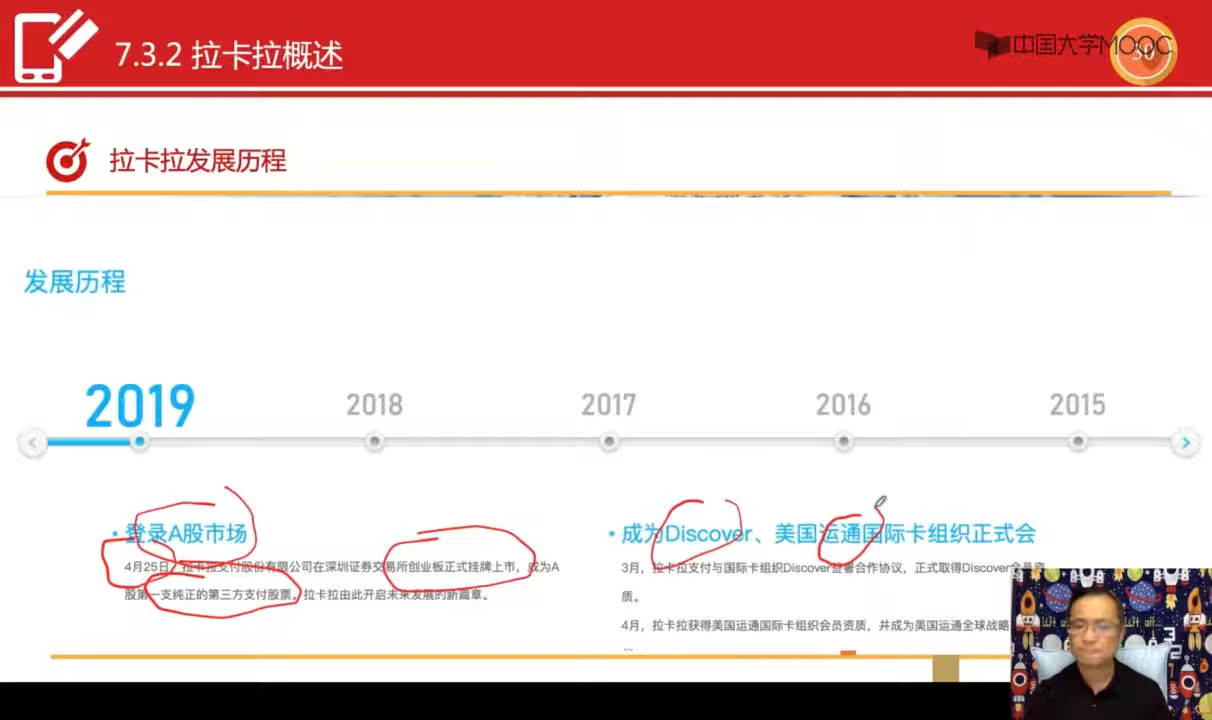 7.3.2 拉卡拉概述
中国大学MOOC
30
拉卡拉发展历程
发展历程
2019
2018
2017
2016
2015
• 登录A股市场
4月25日，拉卡拉支付股份有限公司在深圳证券交易所创业板正式挂牌上市，成为A
股第一支纯正的第三方支付股票。拉卡拉由此开启未来发展的新篇章。
• 成为Discover、美国运通国际卡组织正式会
3月，拉卡拉支付与国际卡组织Discover签署合作协议，正式取得Discover会员资
质。
4月，拉卡拉获得美国运通国际卡组织会员资质，并成为美国运通全球战略